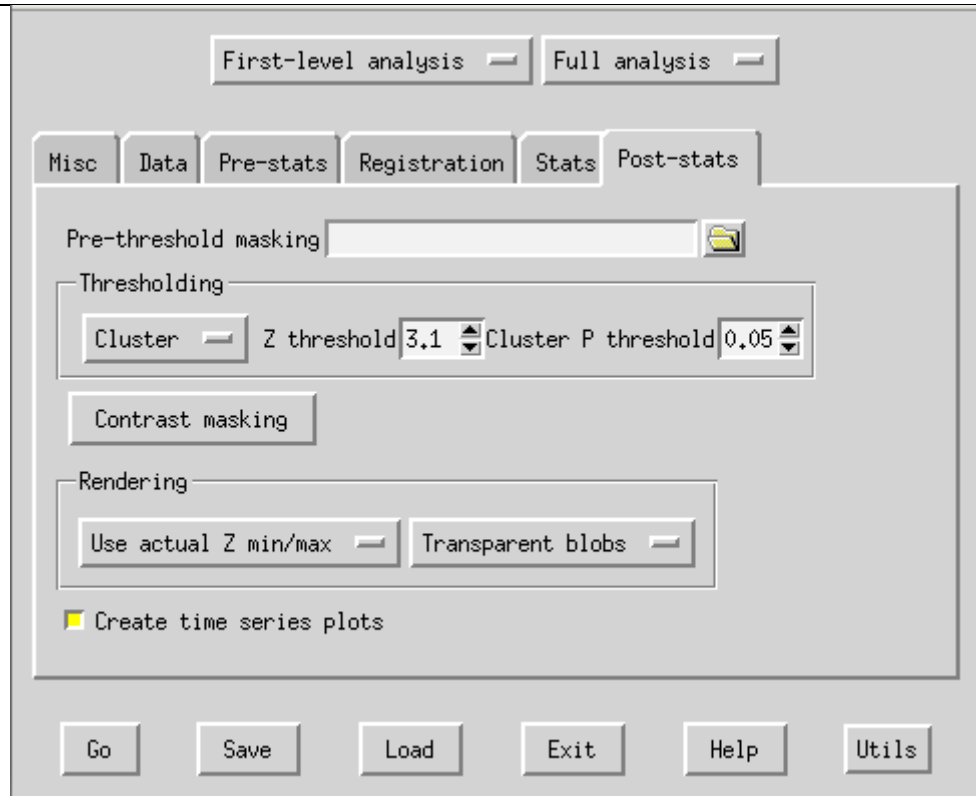 First-level analysis Full analysis
Misc Data Pre-stats Registration Stats Post-stats
Pre-threshold masking
Thresholding
Cluster Z threshold 3.1 Cluster P threshold 0.05
Contrast masking
Rendering
Use actual Z min/max Transparent blobs
Create time series plots
Go Save Load Exit Help Utils